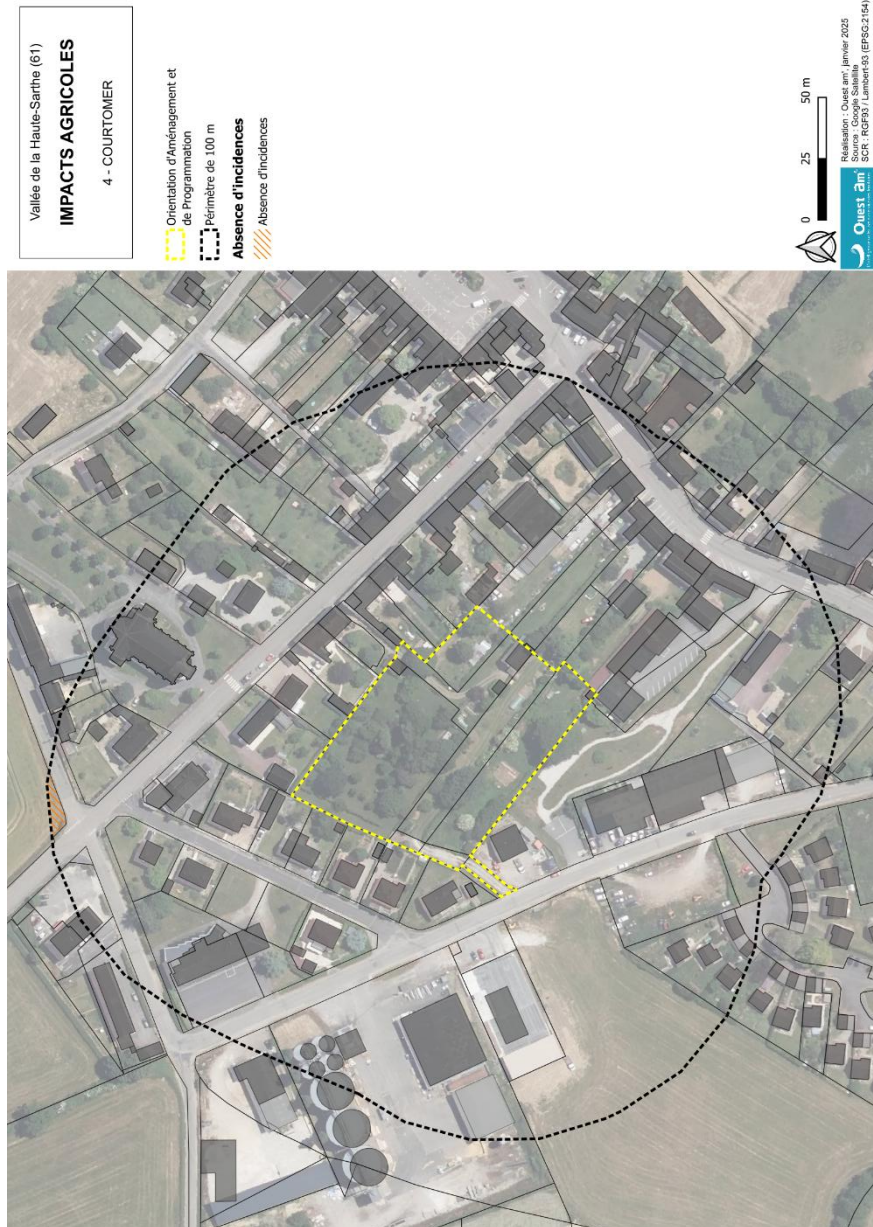 Vallée de la Haute-Sarthe (61)
IMPACTS AGRICOLES
4 - COURTOMER
Orientation d'Aménagement et
de Programmation
Périmètre de 100 m
Absence d'incidences
Absence d'incidences
0 25 50 m
Ouest am'
Réalisation : Ouest am', janvier 2025
Source : Google Satellite
SCR : RGF93 / Lambert-93 (EPSG:2154)